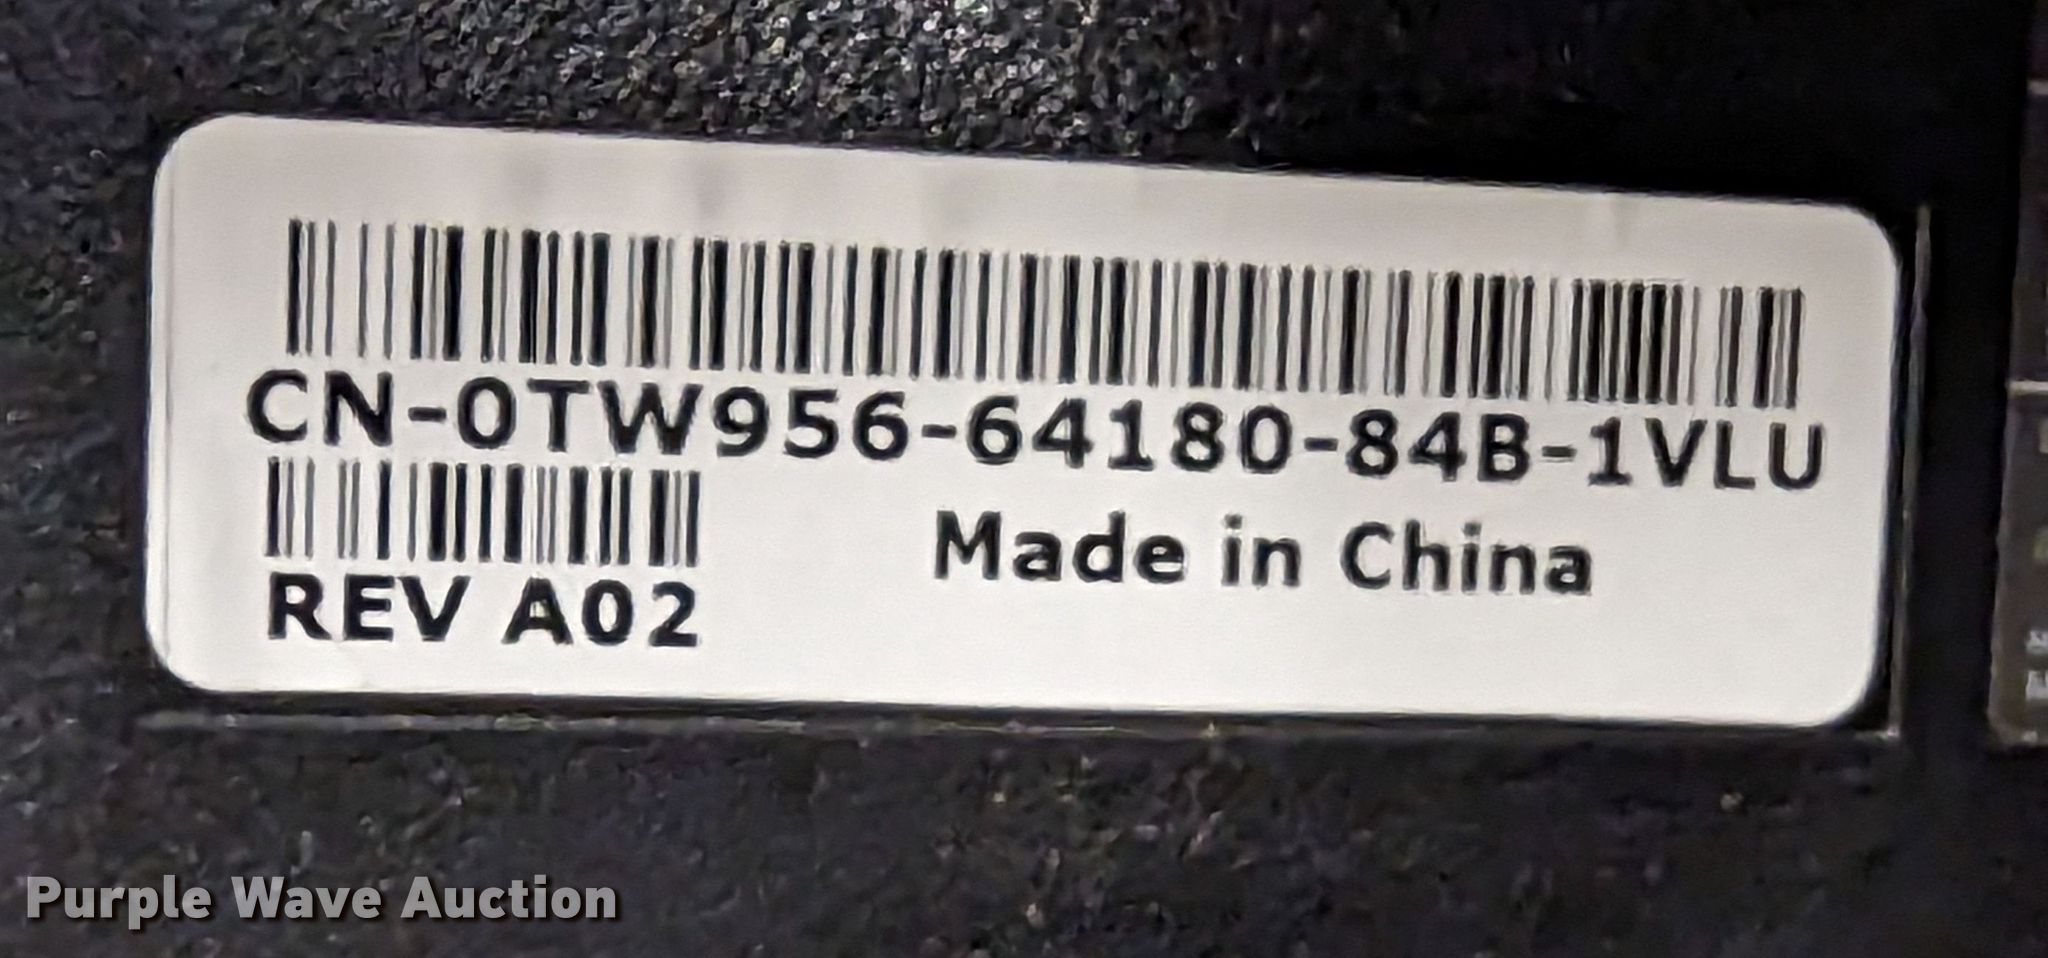 CN-0TW956-64180-84B-1VLU
REV A02
Made in China
Purple Wave Auction